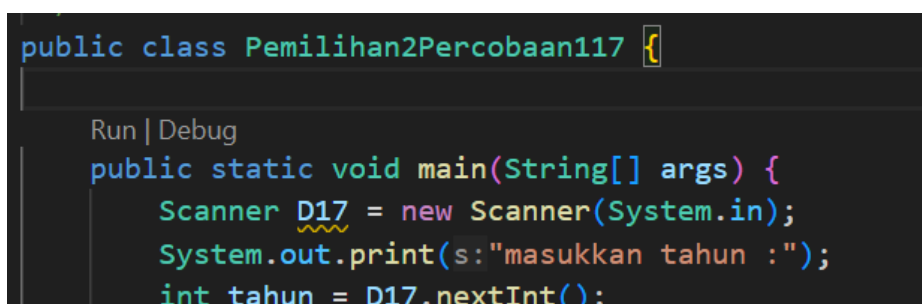 public class Pemilihan2Percobaan117 {
Run | Debug
public static void main(String[] args) {
Scanner D17 = new Scanner(System.in);
System.out.print(s:"masukkan tahun :");
int tahun = D17.nextInt();